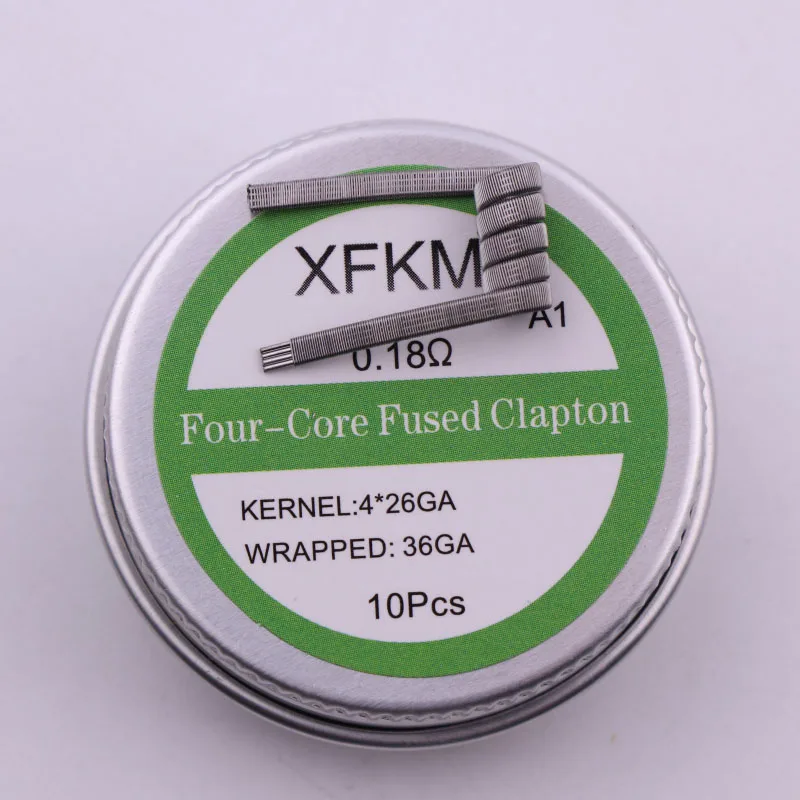 XFKM
A1
0.18Ω
Four-Core Fused Clapton
KERNEL:4*26GA
WRAPPED: 36GA
10Pcs